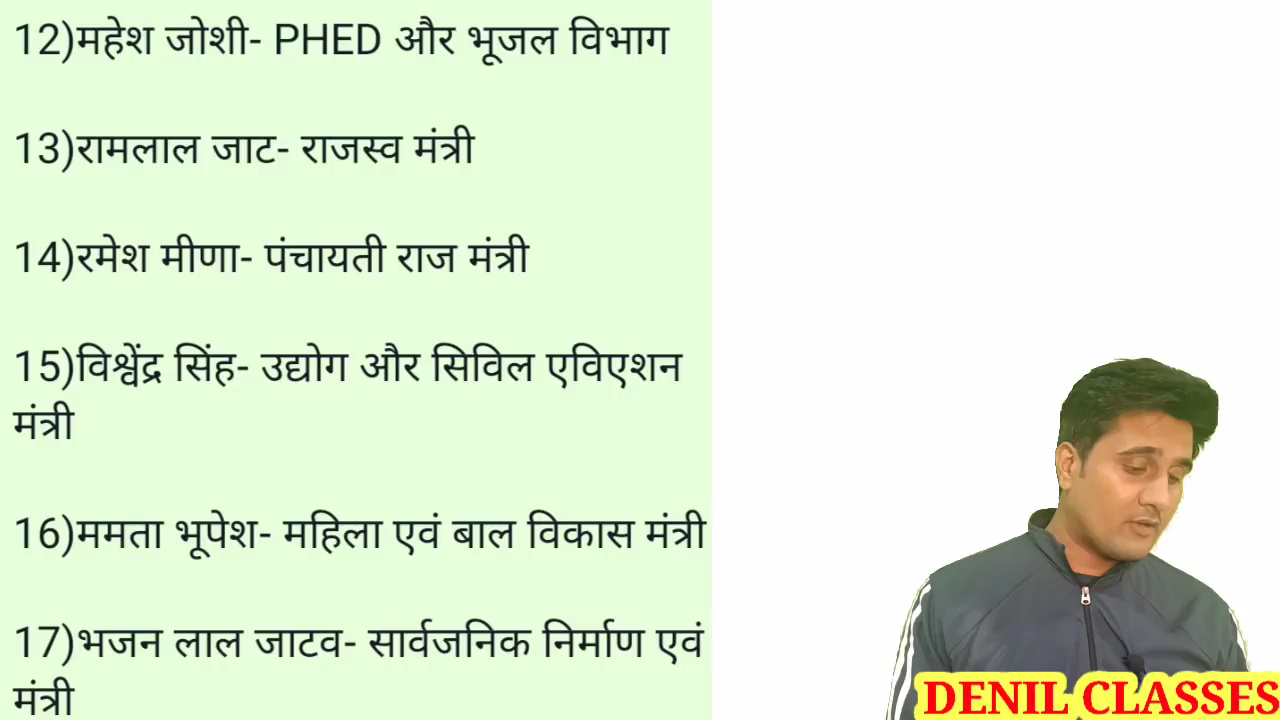 12)महेश जोशी- PHED और भूजल विभाग
13)रामलाल जाट- राजस्व मंत्री
14)रमेश मीणा- पंचायती राज मंत्री
15)विश्वेंद्र सिंह- उद्योग और सिविल एविएशन
मंत्री
16)ममता भूपेश- महिला एवं बाल विकास मंत्री
17)भजन लाल जाटव- सार्वजनिक निर्माण एवं
मंत्री
DENIL CLASSES